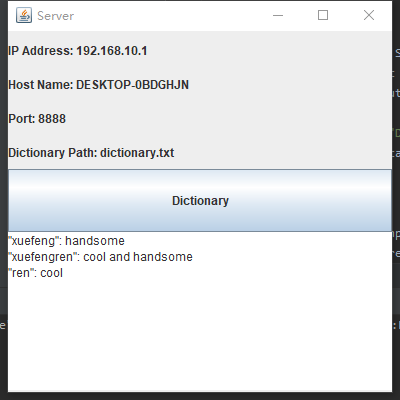 Server
IP Address: 192.168.10.1
Host Name: DESKTOP-0BDGHJN
Port: 8888
Dictionary Path: dictionary.txt
Dictionary
"xuefeng": handsome
"xuefengren": cool and handsome
"ren": cool